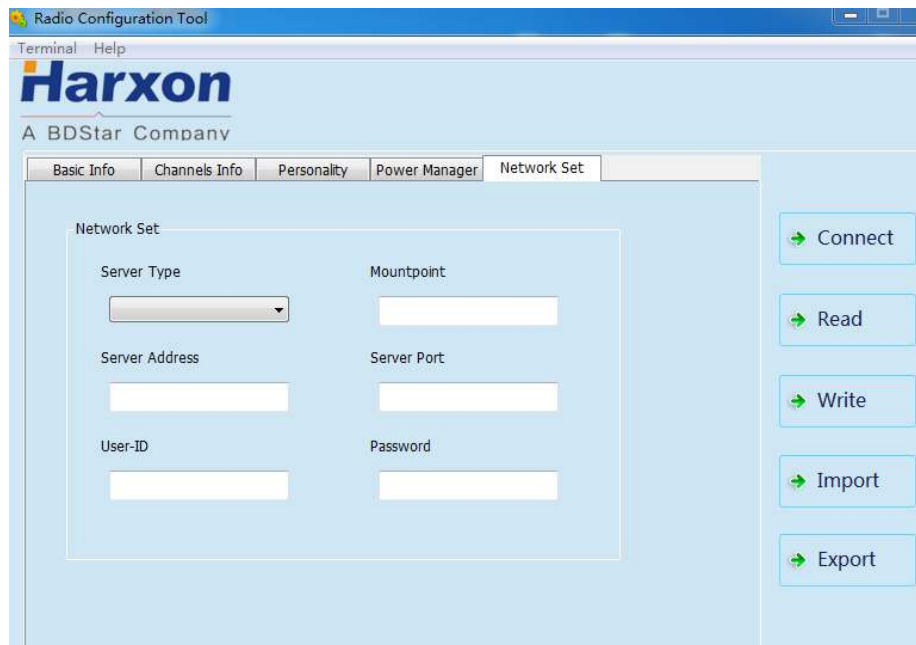 Radio Configuration Tool
Terminal Help
Harxon
A BDStar Company
Basic Info Channels Info Personality Power Manager Network Set
Network Set
Server Type Mountpoint
Server Address Server Port
User-ID Password
Connect
Read
Write
Import
Export